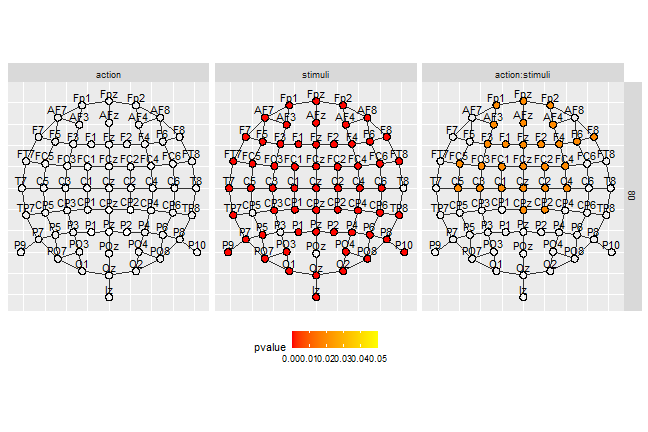 action stimuli action:stimuli
Fp1 Fpz Fp2 Fp1 Fpz Fp2 Fp1 Fpz Fp2
AF7 AF3 AFz AF4 AF8 AF7 AF3 AFz AF4 AF8 AF7 AF3 AFz AF4 AF8
F7 F5 F3 F1 Fz F2 F4 F6 F8 F7 F5 F3 F1 Fz F2 F4 F6 F8 F7 F5 F3 F1 Fz F2 F4 F6 F8
FT7 FC5 FC3 FC1 FCz FC2 FC4 FC6 FT8 FT7 FC5 FC3 FC1 FCz FC2 FC4 FC6 FT8 FT7 FC5 FC3 FC1 FCz FC2 FC4 FC6 FT8
T7 C5 C3 C1 Cz C2 C4 C6 T8 T7 C5 C3 C1 Cz C2 C4 C6 T8 T7 C5 C3 C1 Cz C2 C4 C6 T8
TP7 CP5 CP3 CP1 CPz CP2 CP4 CP6 TP8 TP7 CP5 CP3 CP1 CPz CP2 CP4 CP6 TP8 TP7 CP5 CP3 CP1 CPz CP2 CP4 CP6 TP8
P9 P7 P5 P3 P1 Pz P2 P4 P6 P8 P10 P9 P7 P5 P3 P1 Pz P2 P4 P6 P8 P10 P9 P7 P5 P3 P1 Pz P2 P4 P6 P8 P10
PO7 PO3 POz PO4 PO8 PO7 PO3 POz PO4 PO8 PO7 PO3 POz PO4 PO8
O1 Oz O2 O1 Oz O2 O1 Oz O2
Iz Iz Iz
80
pvalue
0.00 0.01 0.02 0.03 0.04 0.05